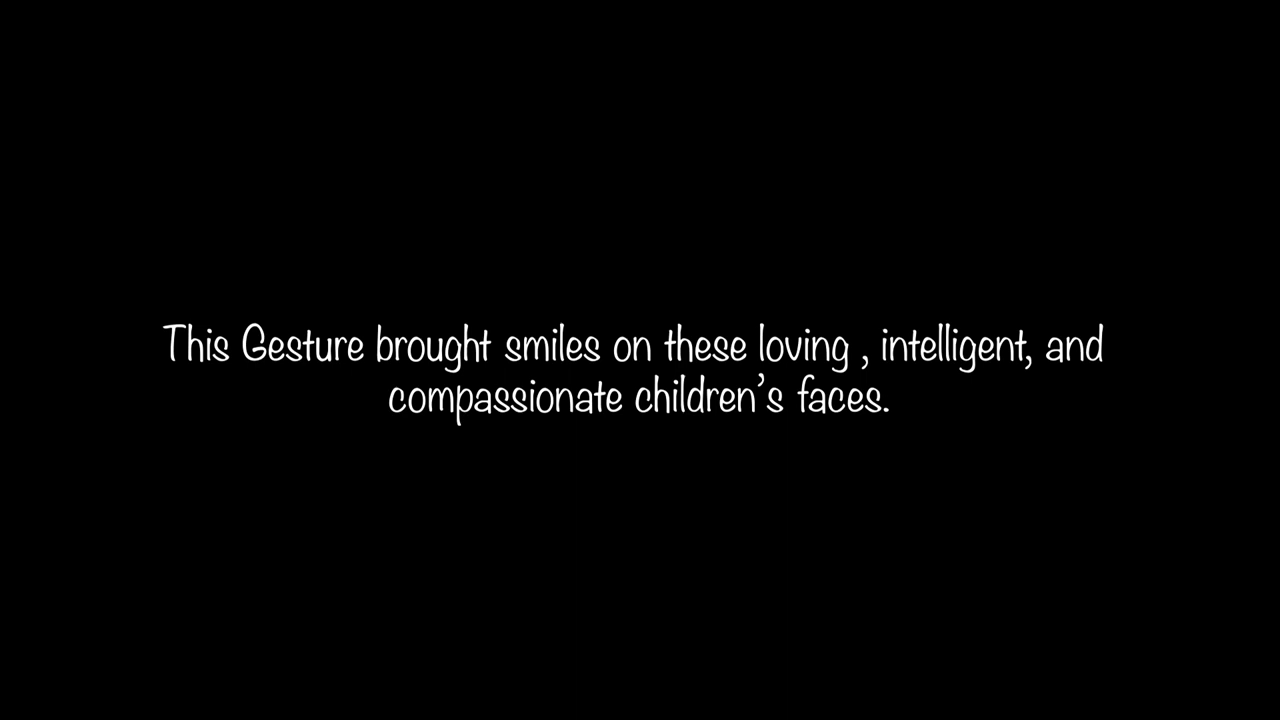 This Gesture brought smiles on these loving , intelligent, and
compassionate children's faces.